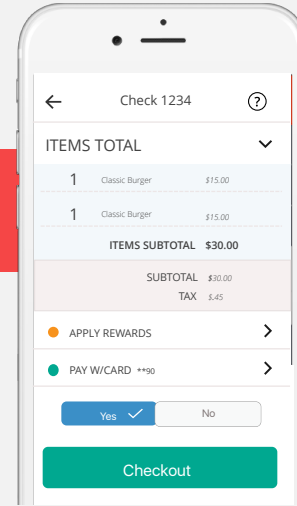 Check 1234 ?
ITEMS TOTAL
1 Classic Burger $15.00
1 Classic Burger $15.00
ITEMS SUBTOTAL $30.00
SUBTOTAL $30.00
TAX $.45
APPLY REWARDS
PAY W/CARD **90
Yes No
Checkout